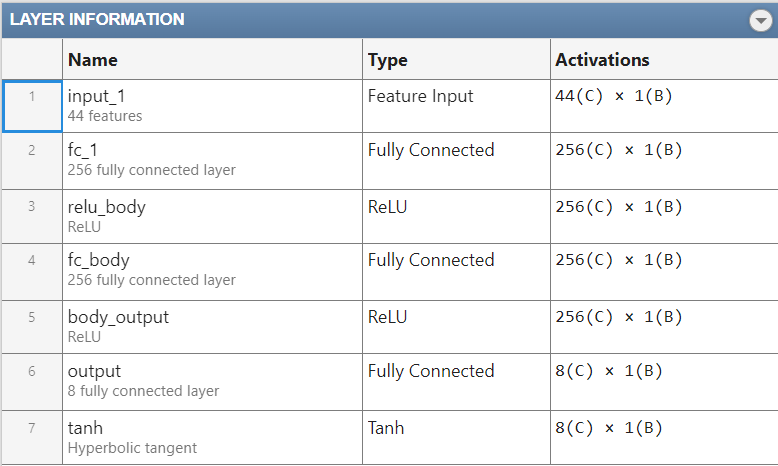 LAYER INFORMATION
Name Type Activations
1 input_1 Feature Input 44(C) × 1(B)
44 features
2 fc_1 Fully Connected 256(C) × 1(B)
256 fully connected layer
3 relu_body ReLU 256(C) × 1(B)
ReLU
4 fc_body Fully Connected 256(C) × 1(B)
256 fully connected layer
5 body_output ReLU 256(C) × 1(B)
ReLU
6 output Fully Connected 8(C) × 1(B)
8 fully connected layer
7 tanh Tanh 8(C) × 1(B)
Hyperbolic tangent